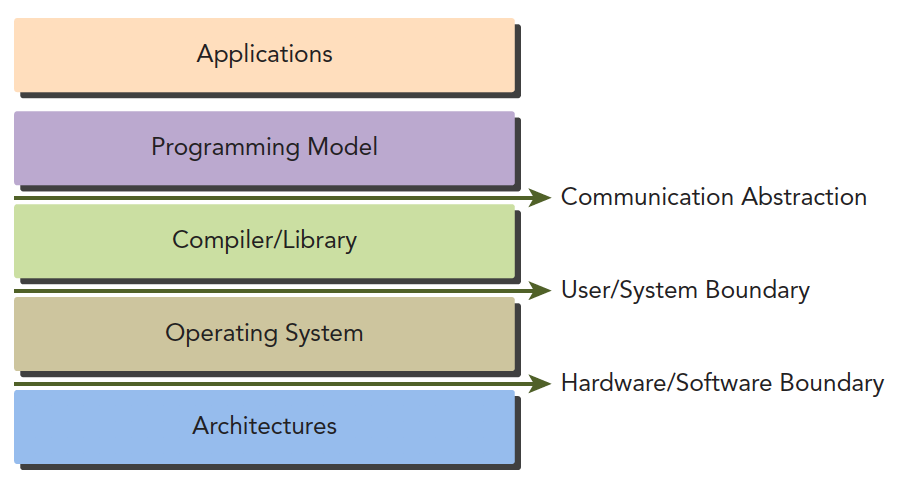 Applications
Programming Model
Communication Abstraction
Compiler/Library
User/System Boundary
Operating System
Hardware/Software Boundary
Architectures